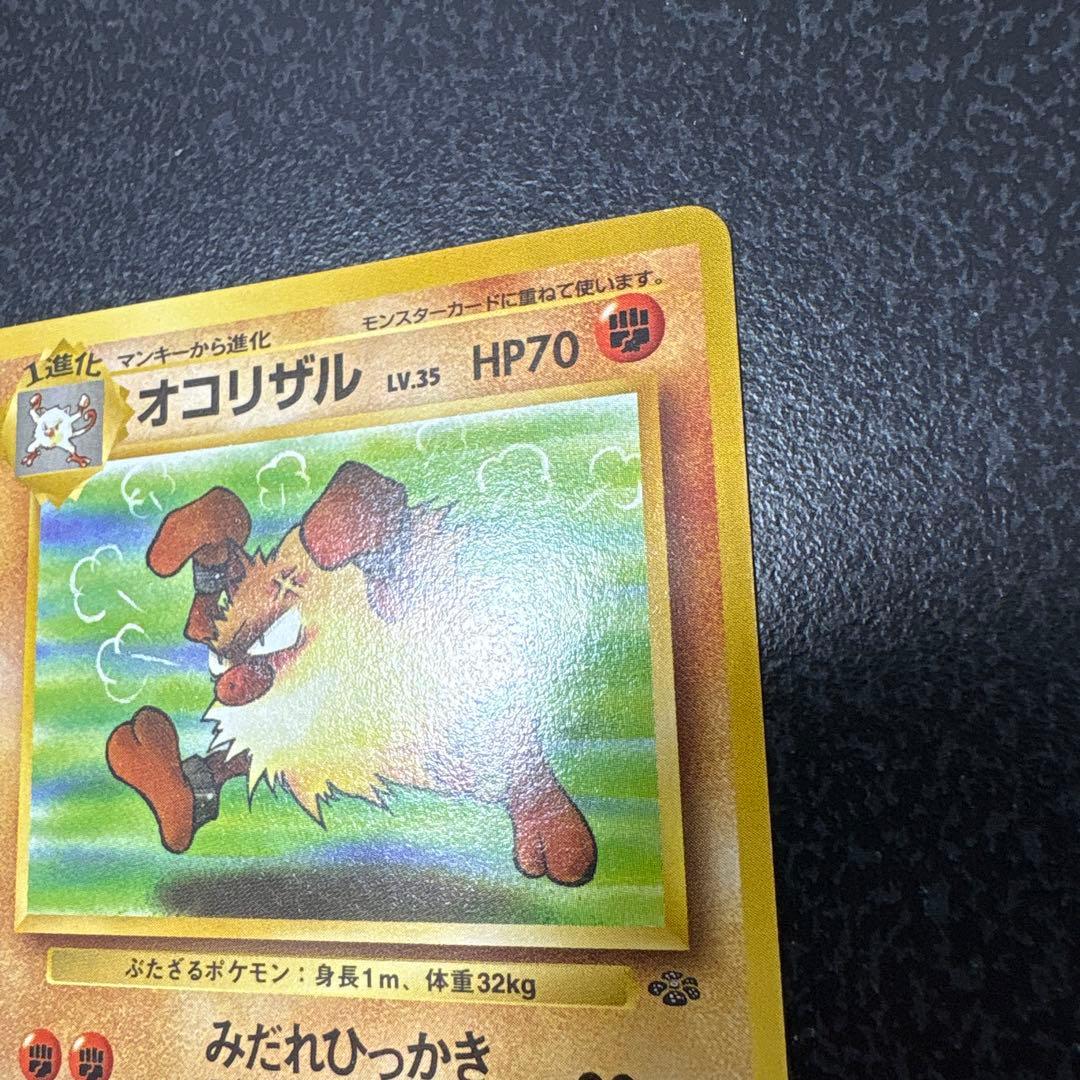 モンスターカードに重ねて使います。
1進化 マンキーから進化
オコリザル LV.35 HP70
ぶたざるポケモン：身長1m、体重32kg
みだれひっかき